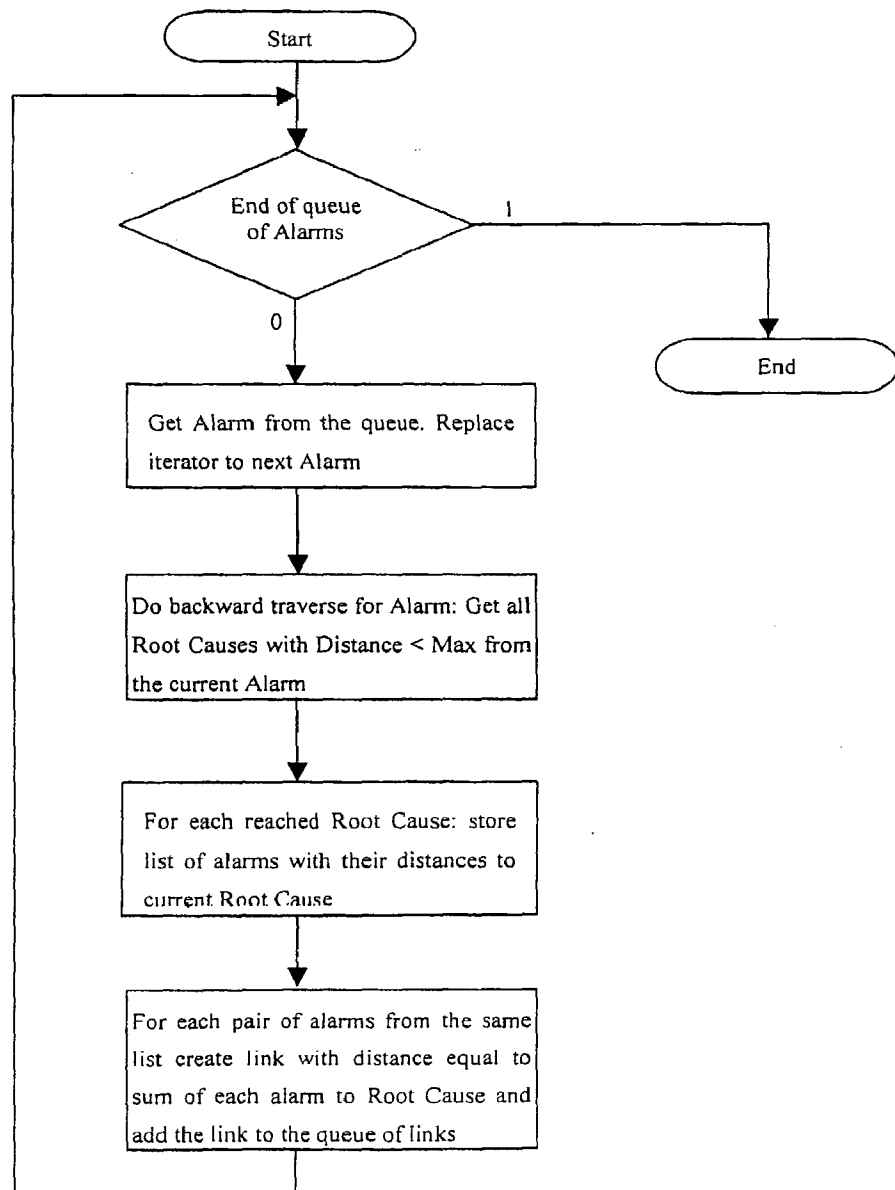 Start
End of queue
of Alarms
1
0
End
Get Alarm from the queue. Replace
iterator to next Alarm
Do backward traverse for Alarm: Get all
Root Causes with Distance < Max from
the current Alarm
For each reached Root Cause: store
list of alarms with their distances to
current Root Cause
For each pair of alarms from the same
list create link with distance equal to
sum of each alarm to Root Cause and
add the link to the queue of links